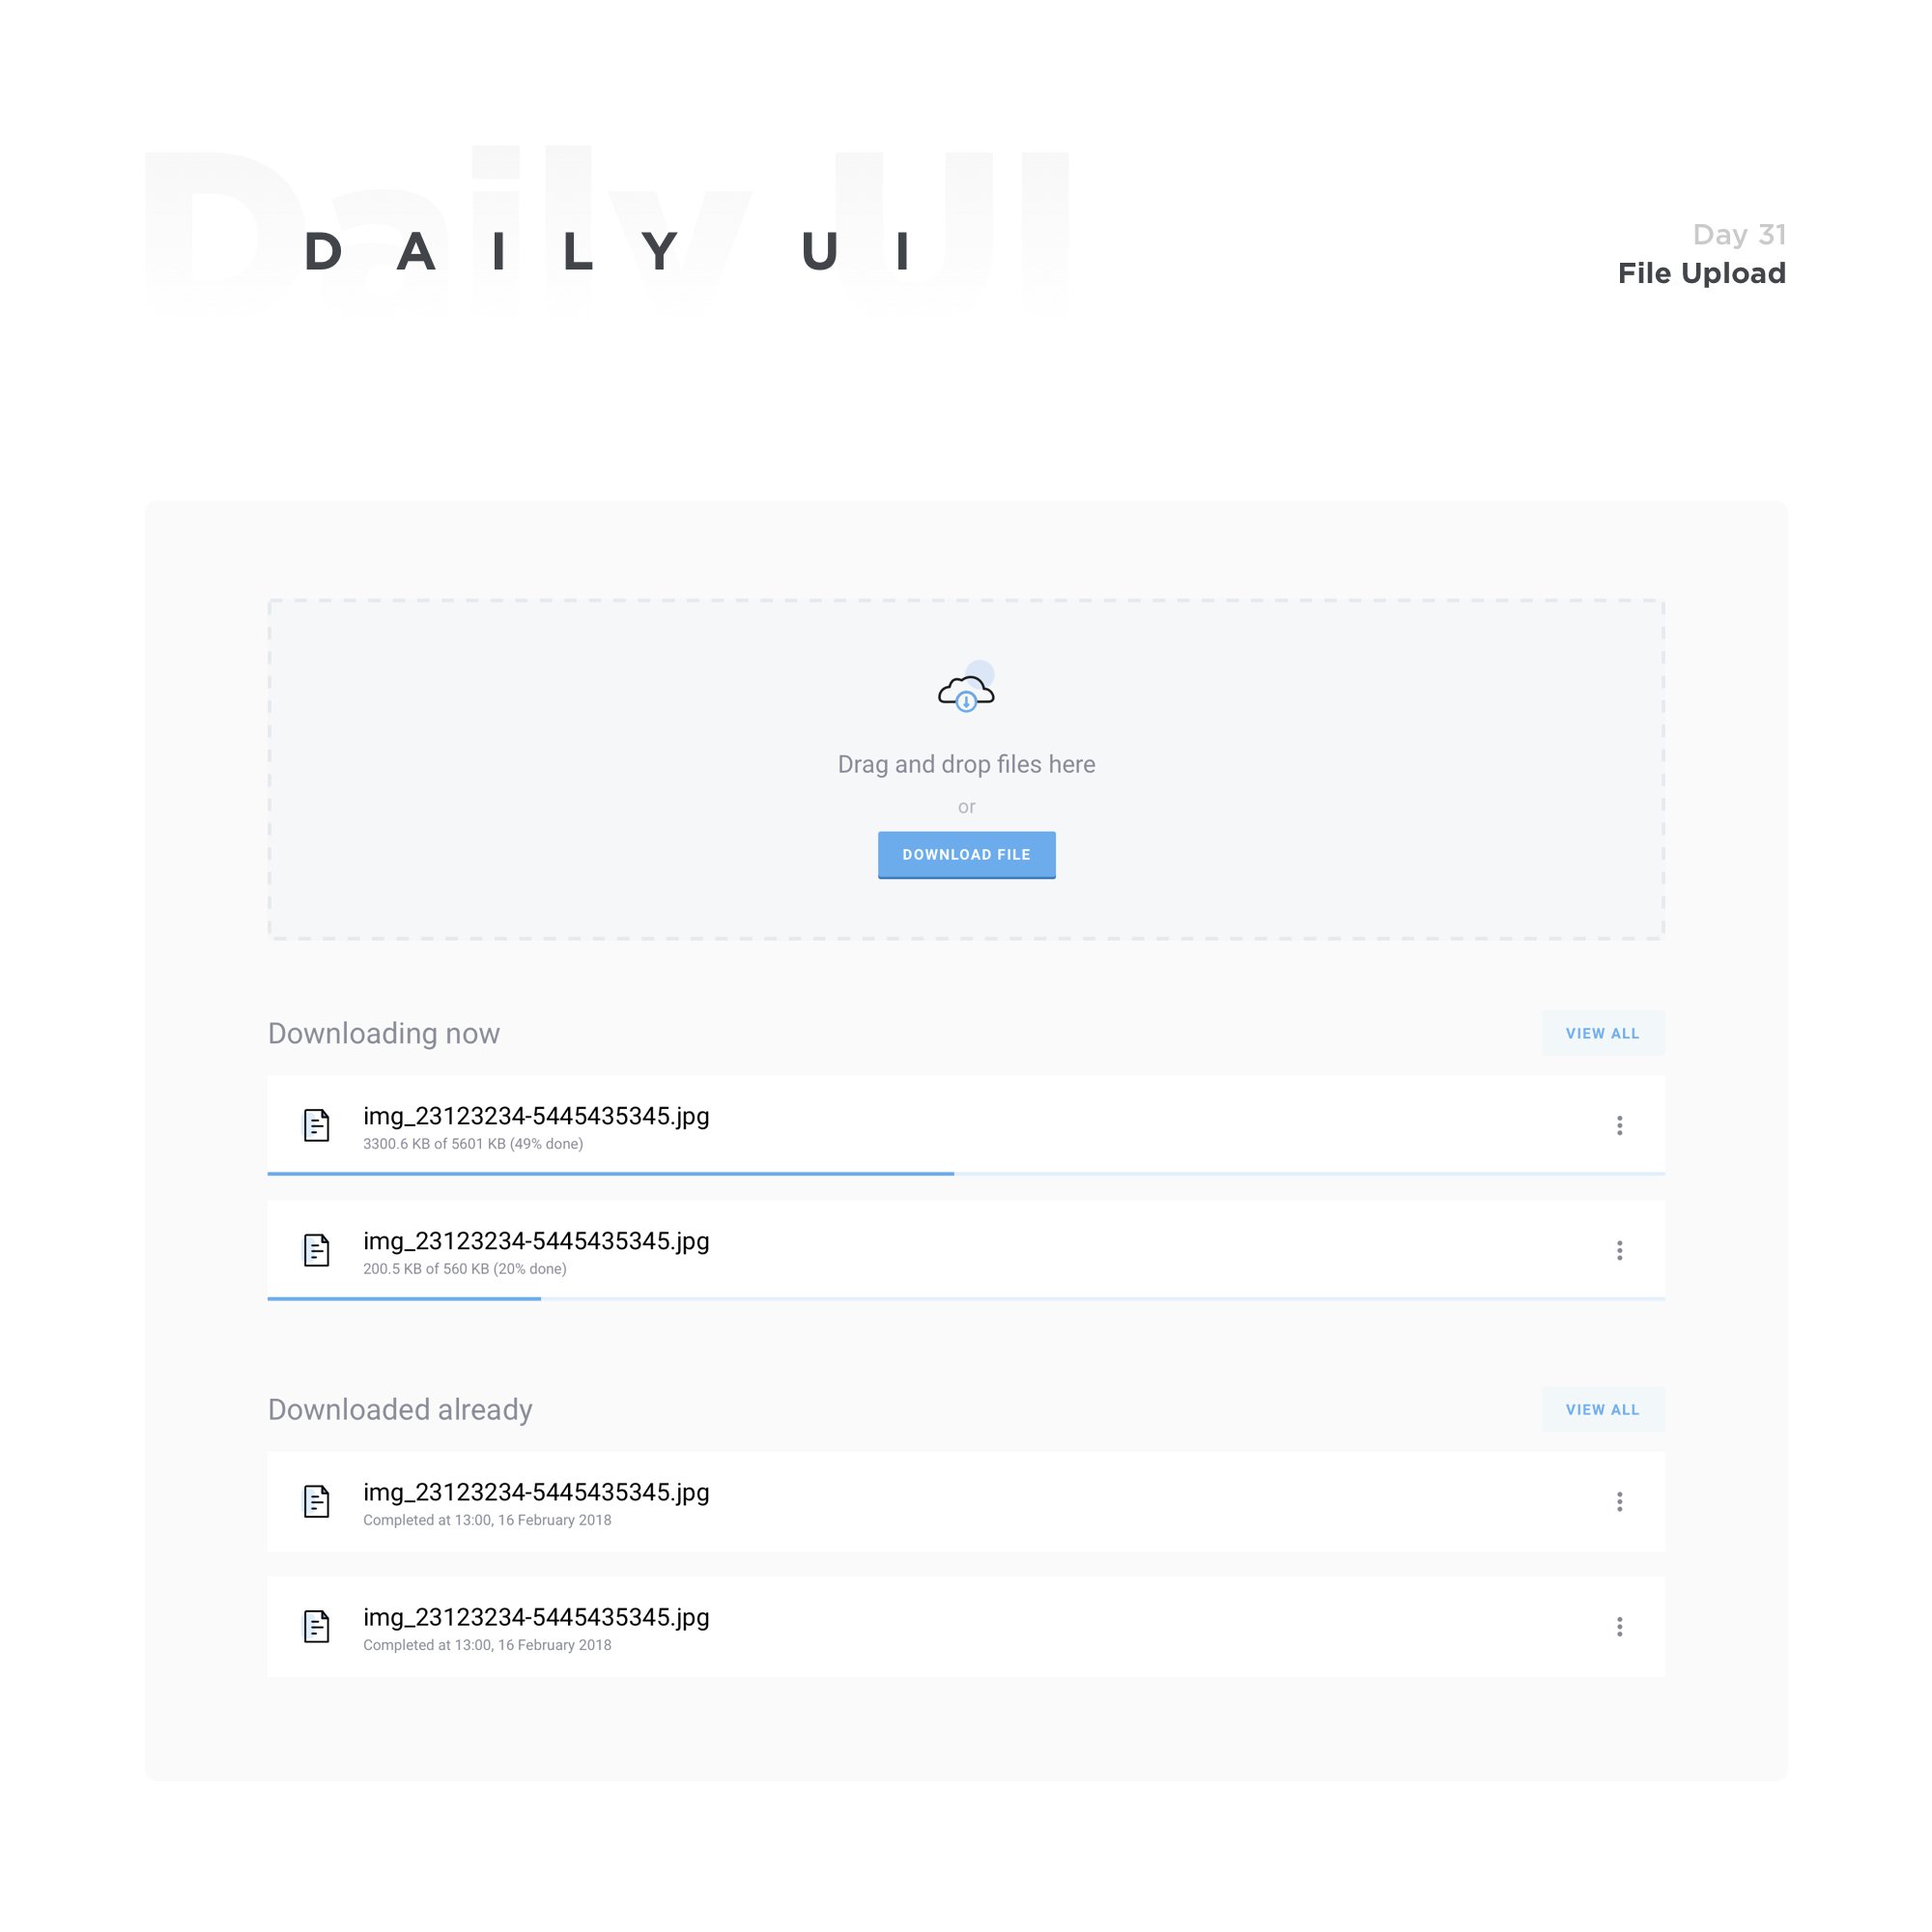 Daily UI
DAILY UI
Day 31
File Upload
Drag and drop files here
or
DOWNLOAD FILE
Downloading now
VIEW ALL
img_23123234-5445435345.jpg
3300.6 KB of 5601 KB (49% done)
img_23123234-5445435345.jpg
200.5 KB of 560 KB (20% done)
Downloaded already
VIEW ALL
img_23123234-5445435345.jpg
Completed at 13:00, 16 February 2018
img_23123234-5445435345.jpg
Completed at 13:00, 16 February 2018